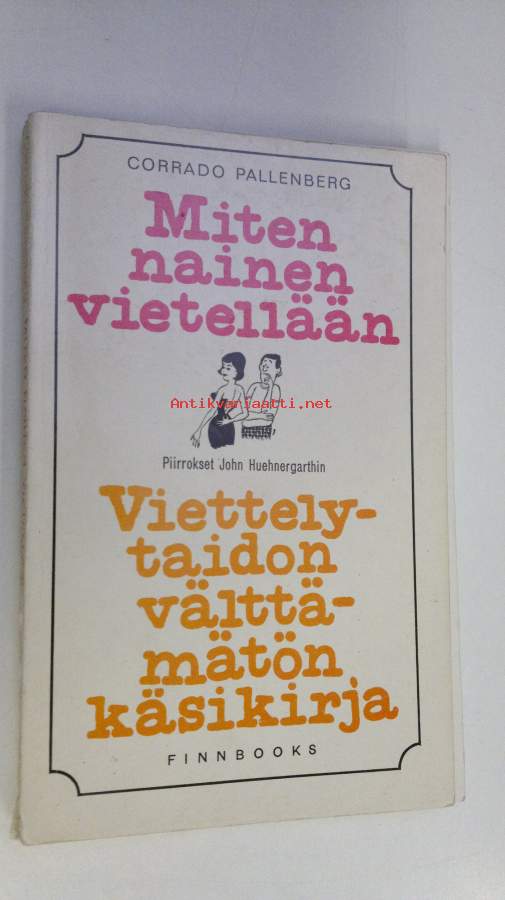 CORRADO PALLENBERG
Miten
nainen
vietellään
Antikvariaatti.net
Piirrokset John Huehnergarthin
Viettely-
taidon
välttä-
mätön
käsikirja
FINNBOOKS